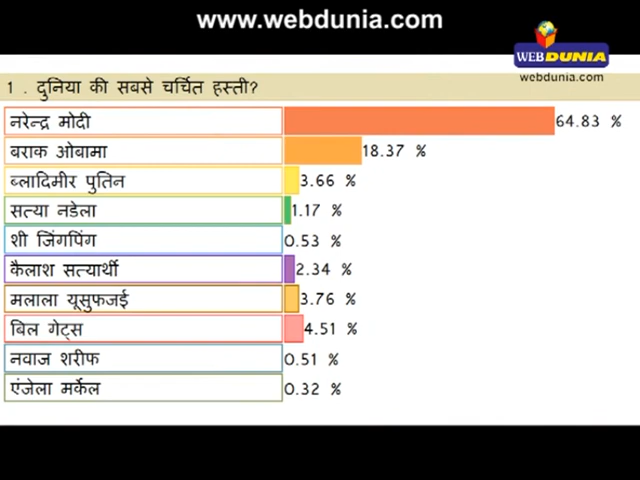 www.webdunia.com
WEBDUNIA
webdunia.com
1 . दुनिया की सबसे चर्चित हस्ती?
नरेन्द्र मोदी 64.83 %
बराक ओबामा 18.37 %
ब्लादिमीर पुतिन 3.66 %
सत्या नडेला 1.17 %
शी जिंगपिंग 0.53 %
कैलाश सत्यार्थी 2.34 %
मलाला यूसुफजई 3.76 %
बिल गेट्स 4.51 %
नवाज शरीफ 0.51 %
एंजेला मर्केल 0.32 %